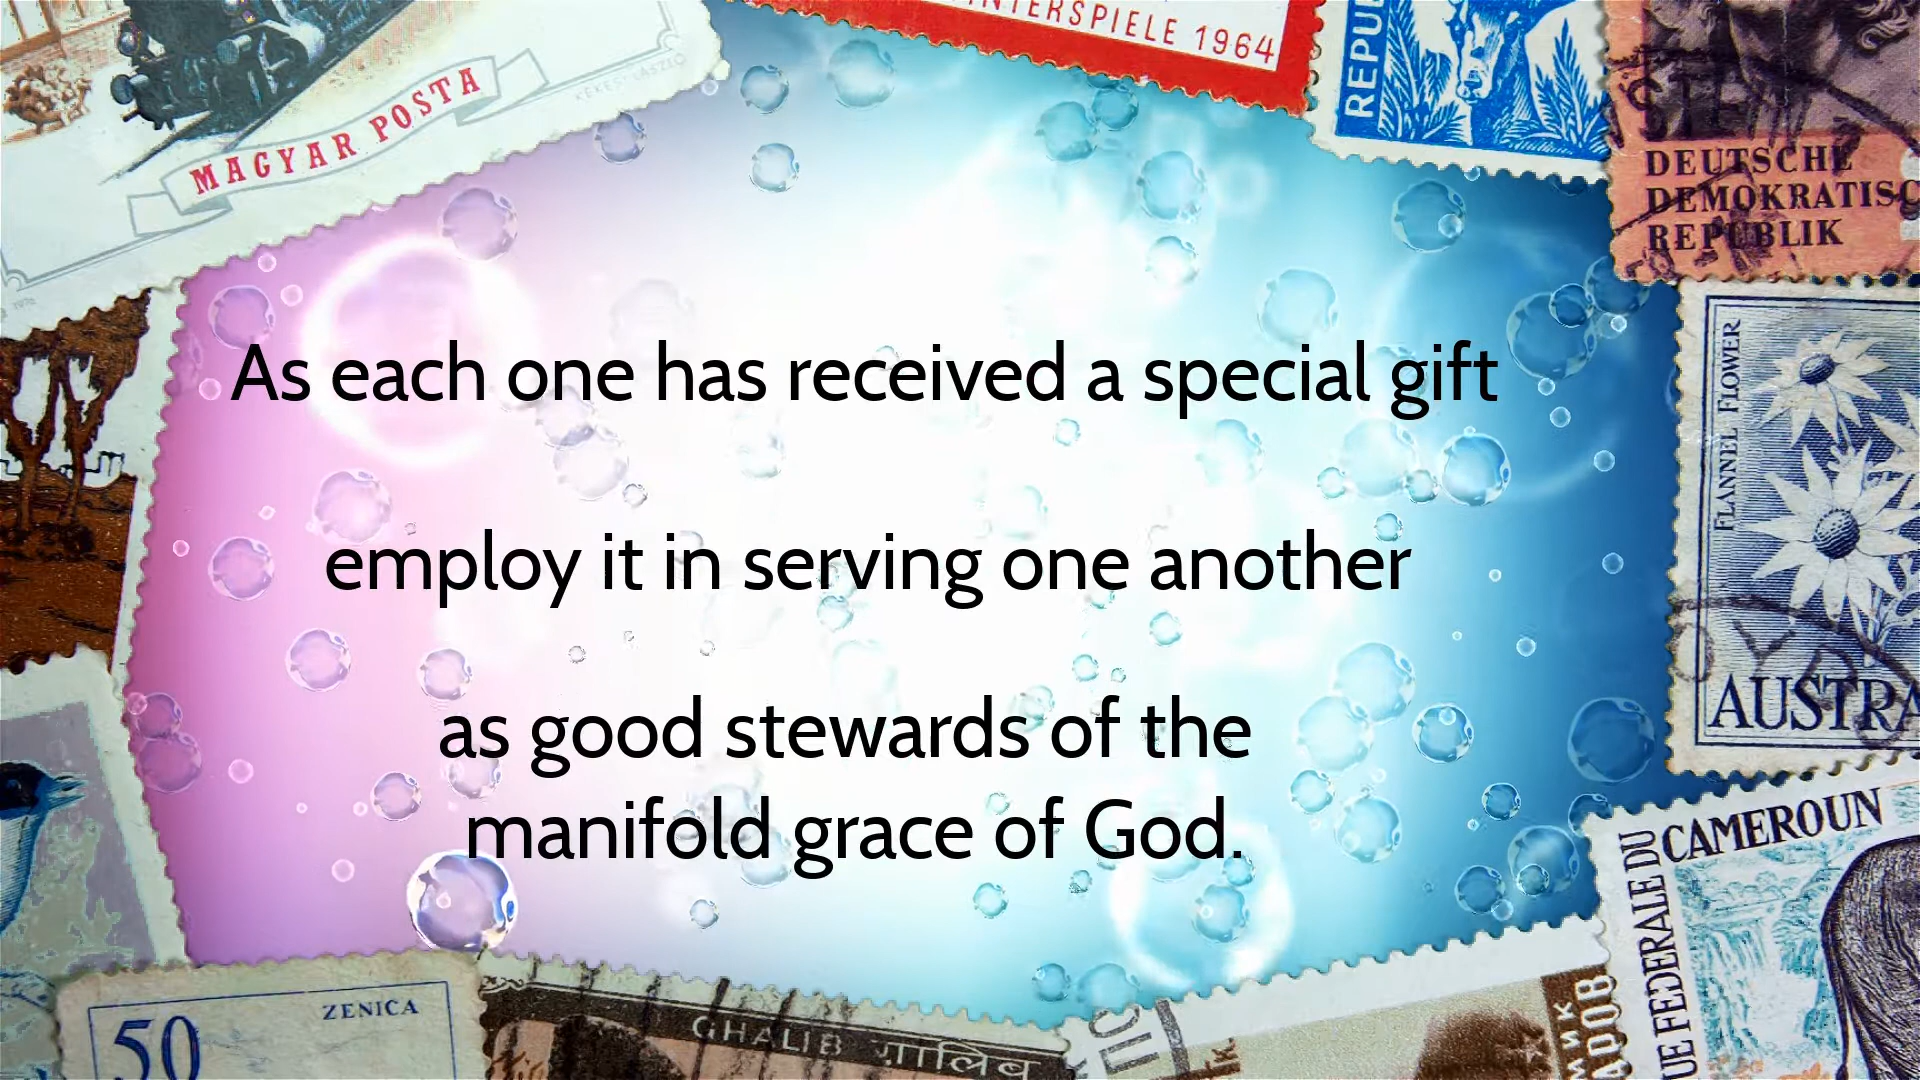 MAGYAR POSTA
KÉKESI LÁSZLÓ
1964
DEUTSCHE
DEMOKRATISC
REPUBLIK
FLANNEL FLOWER
As each one has received a special gift
employ it in serving one another
as good stewards of the
manifold grace of God.
AUSTRA
CAMEROUN
UE FEDERALE DU
ZENICA
50
GHALIB ग़ालिब